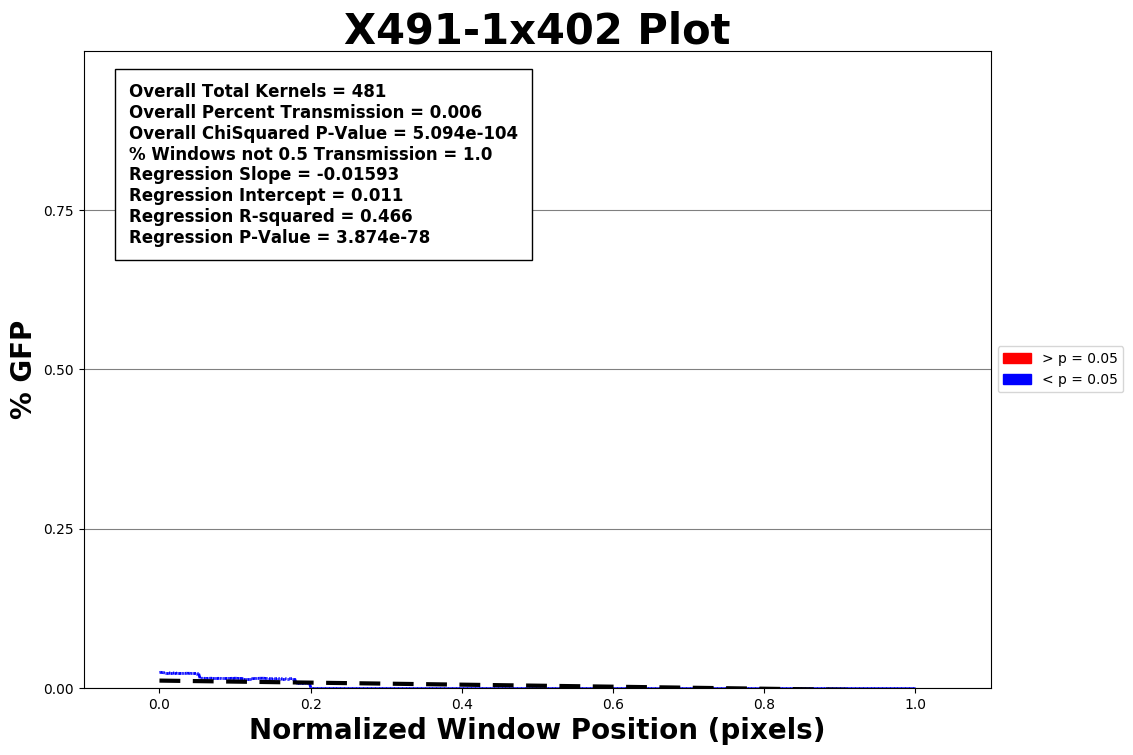 X491-1x402 Plot
Overall Total Kernels = 481
Overall Percent Transmission = 0.006
Overall ChiSquared P-Value = 5.094e-104
% Windows not 0.5 Transmission = 1.0
Regression Slope = -0.01593
Regression Intercept = 0.011
Regression R-squared = 0.466
Regression P-Value = 3.874e-78
% GFP
0.75
0.50
0.25
0.00
0.0 0.2 0.4 0.6 0.8 1.0
Normalized Window Position (pixels)
> p = 0.05
< p = 0.05